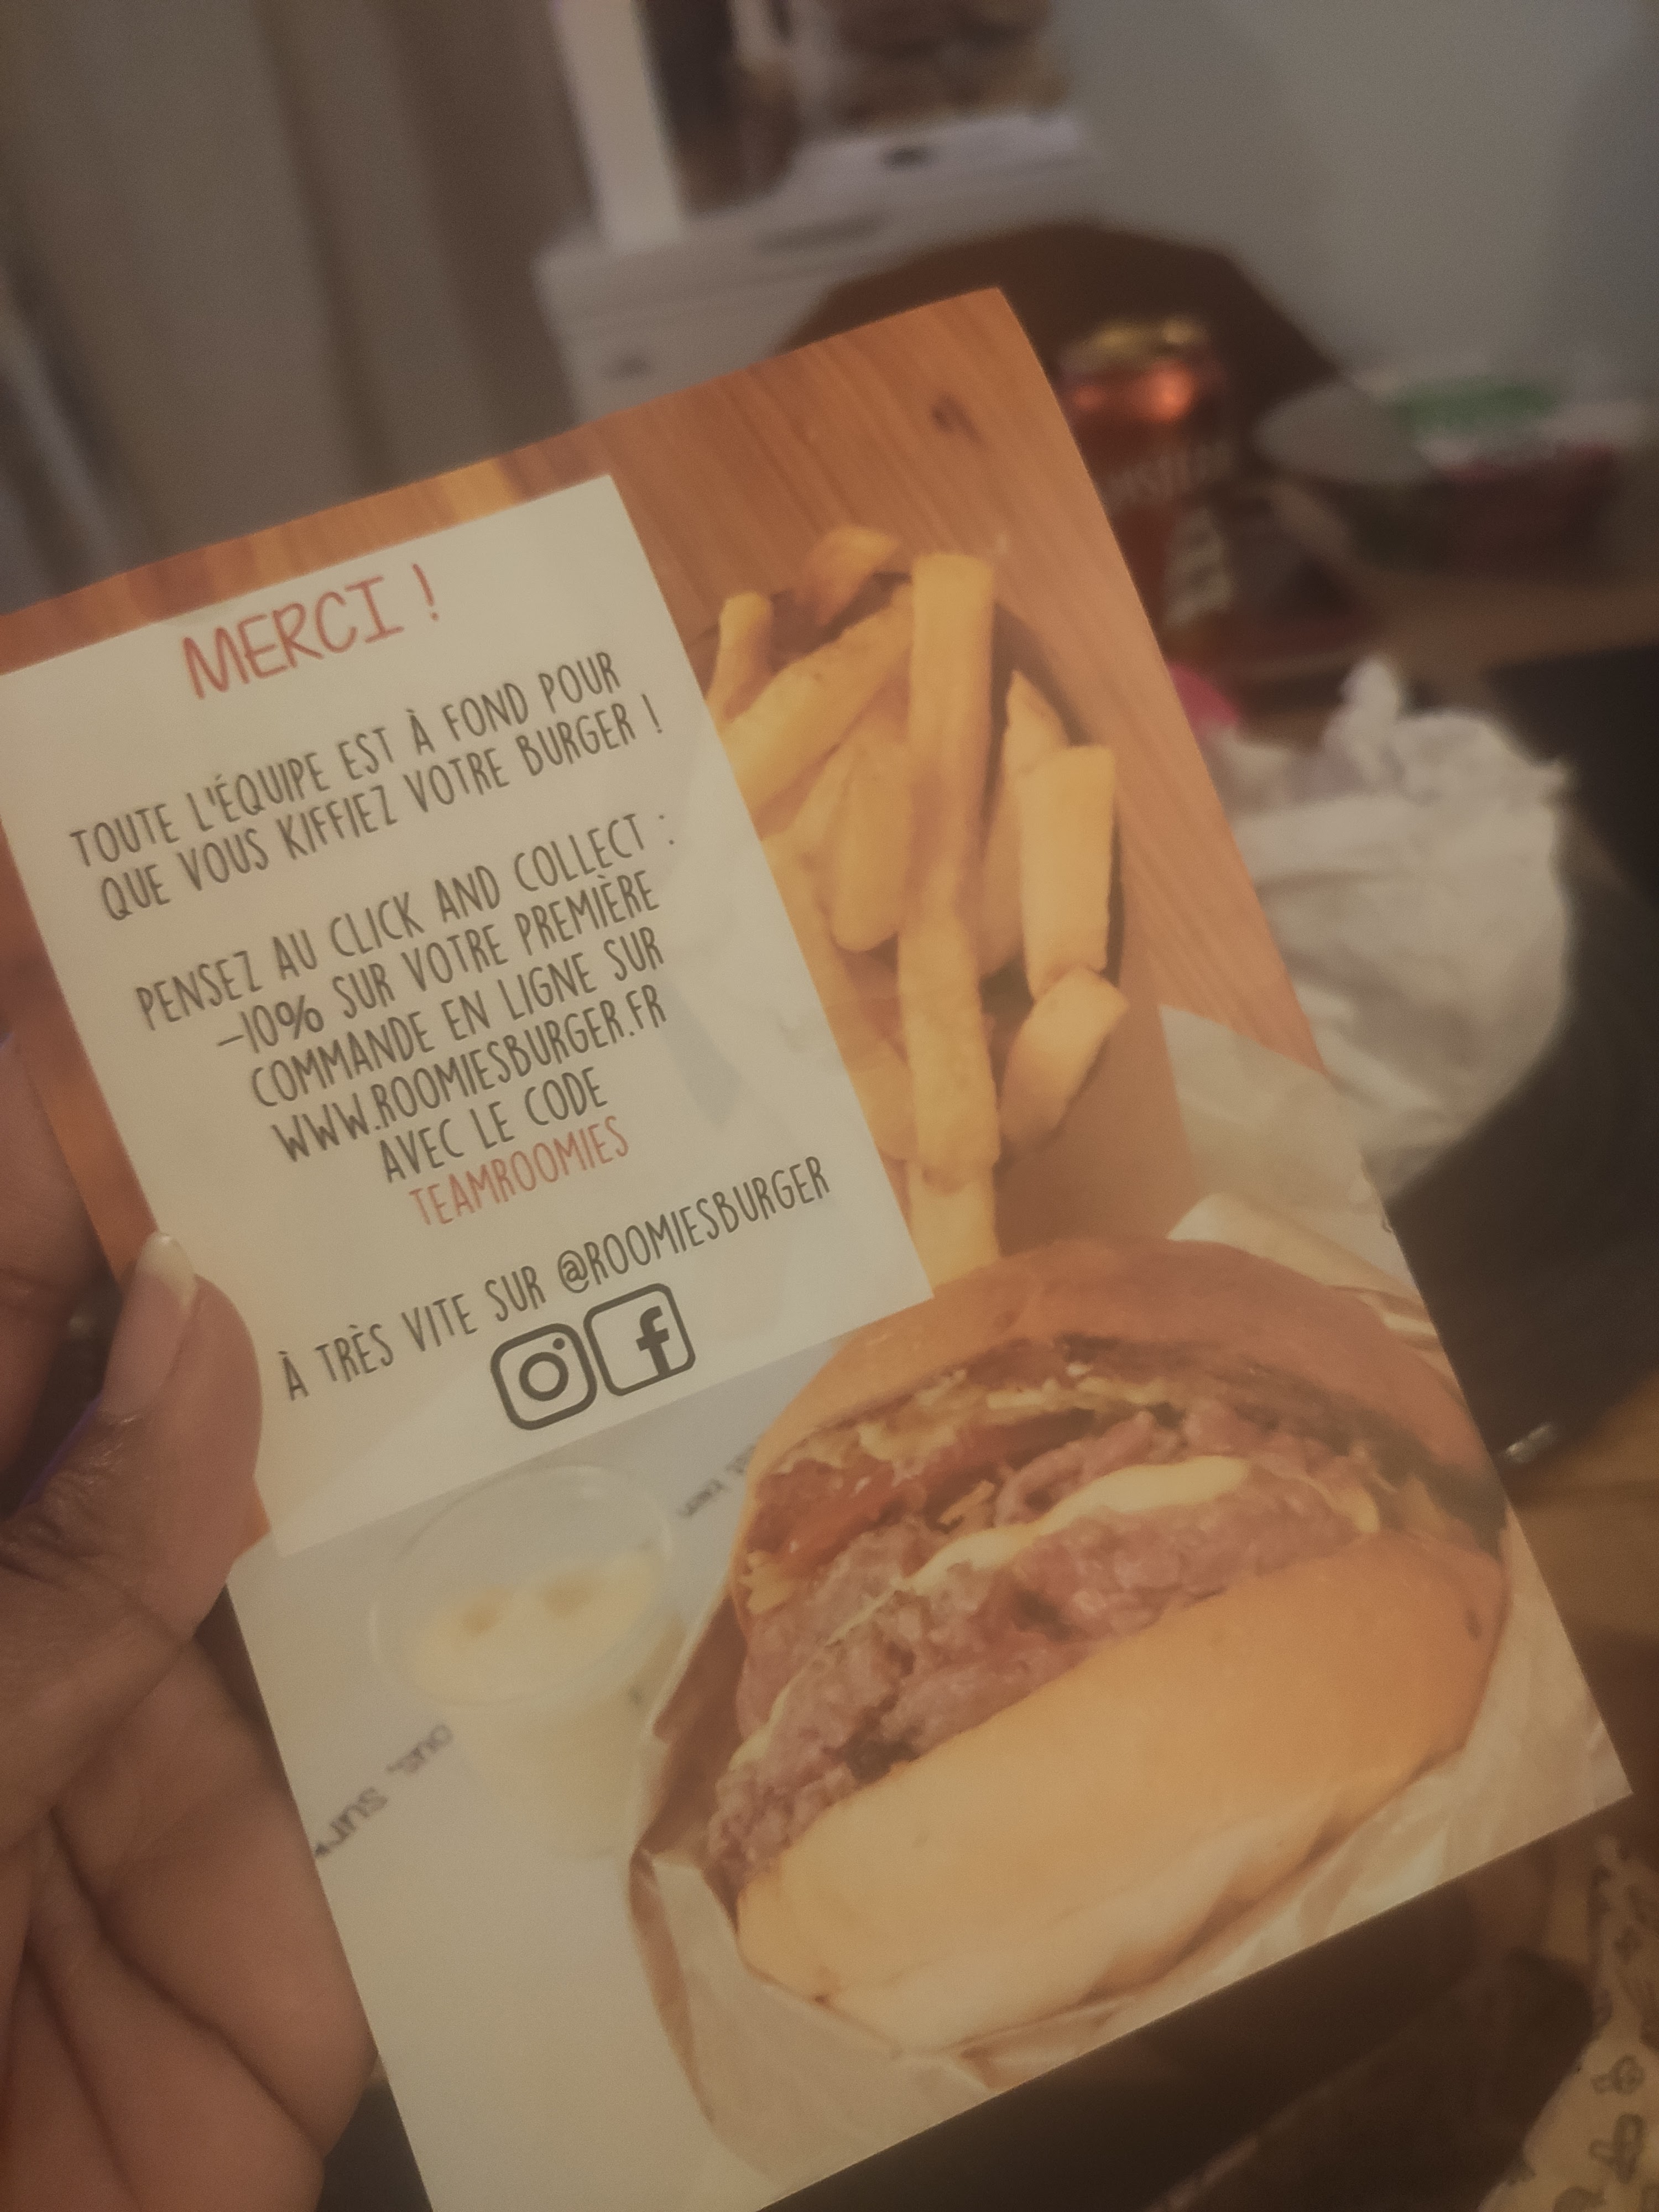 MERCI !
TOUTE L'ÉQUIPE EST À FOND POUR
QUE VOUS KIFFIEZ VOTRE BURGER !
PENSEZ AU CLICK AND COLLECT :
-10% SUR VOTRE PREMIÈRE
COMMANDE EN LIGNE SUR
WWW.ROOMIESBURGER.FR
AVEC LE CODE
TEAMROOMIES
À TRÈS VITE SUR @ROOMIESBURGER